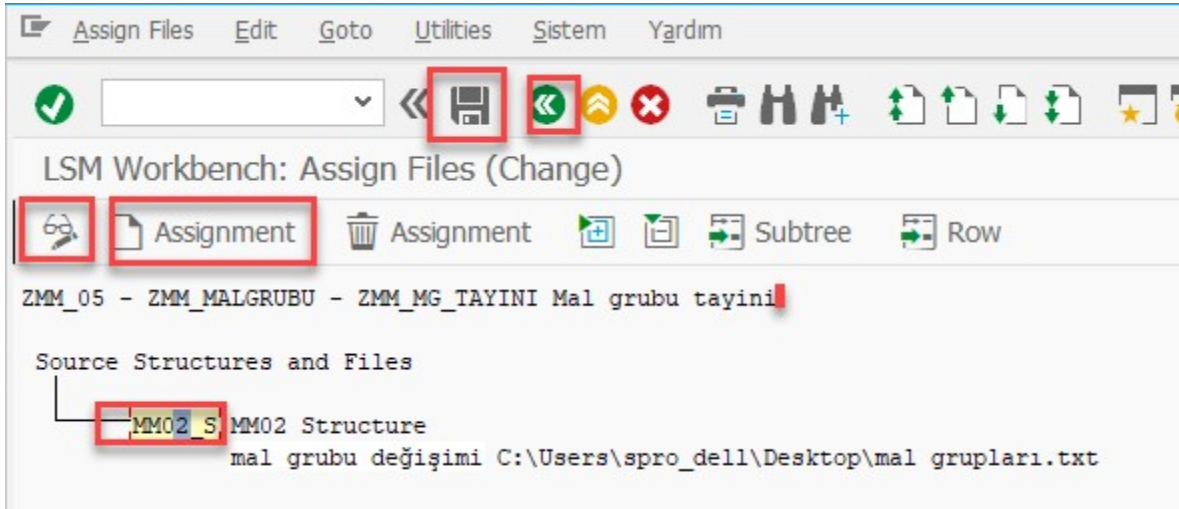 Assign Files Edit Goto Utilities Sistem Yardım
LSM Workbench: Assign Files (Change)
Assignment Assignment Subtree Row
ZMM_05 - ZMM_MALGRUBU - ZMM_MG_TAYINI Mal grubu tayini
Source Structures and Files
MM02_S MM02 Structure
mal grubu değişimi C:\Users\spro_dell\Desktop\mal grupları.txt